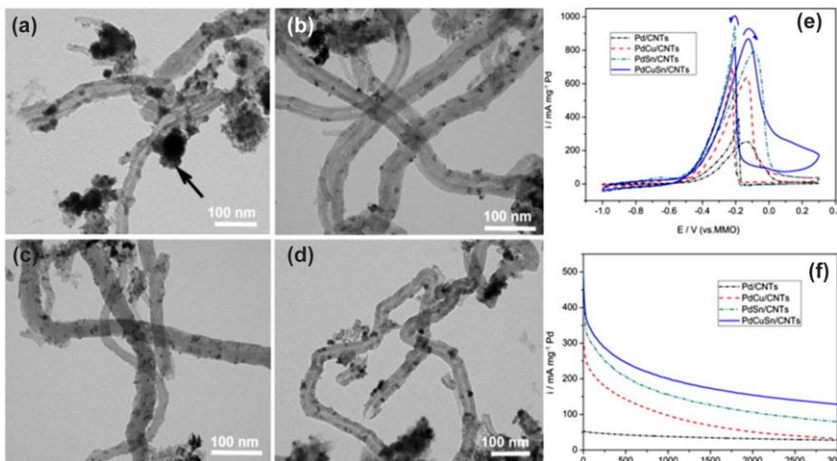 (a)
100 nm
(b)
100 nm
(c)
100 nm
(d)
100 nm
(e)
i / mA mg⁻¹ Pd
1000
800
600
400
200
0
Pd/CNTs
PdCu/CNTs
PdSn/CNTs
PdCuSn/CNTs
-1.0
-0.8
-0.6
-0.4
-0.2
0.0
0.2
E / V (vs.MMO)
(f)
i / mA mg⁻¹ Pd
500
400
300
200
100
0
Pd/CNTs
PdCu/CNTs
PdSn/CNTs
PdCuSn/CNTs
0
500
1000
1500
2000